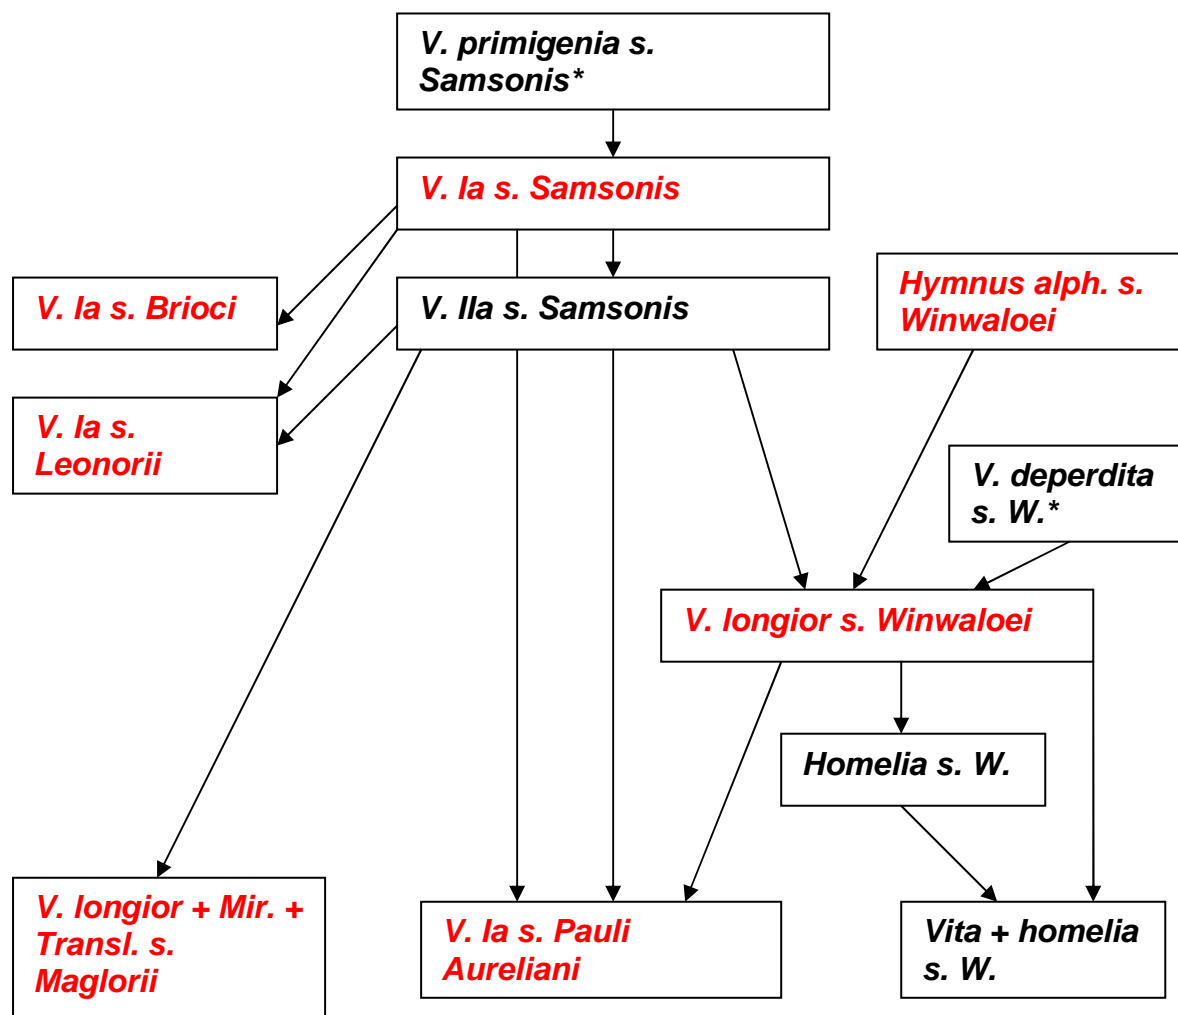 V. primigenia s.
Samsonis*
V. Ia s. Samsonis
V. Ia s. Brioci
V. IIa s. Samsonis
Hymnus alph. s.
Winwaloei
V. Ia s.
Leonorii
V. deperdita
s. W.*
V. longior s. Winwaloei
Homelia s. W.
V. longior + Mir. +
Transl. s.
Maglorii
V. Ia s. Pauli
Aureliani
Vita + homelia
s. W.